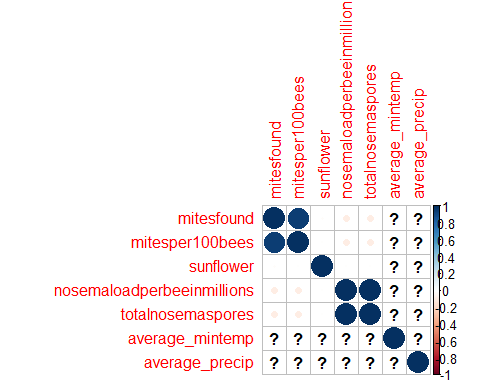 mitesfound
mitesper100bees
sunflower
nosemaloadperbeeinmillion
totalnosemaspores
average_mintemp
average_precip
mitesfound ? ? 1
mitesper100bees ? ? 0.8
sunflower ? ? 0.6
nosemaloadperbeeinmillions ? ? 0
totalnosemaspores ? ? -0.2
average_mintemp ? ? ? ? ? ?
average_precip ? ? ? ? ? ?
0.4
0.2
-0.4
-0.6
-0.8
-1